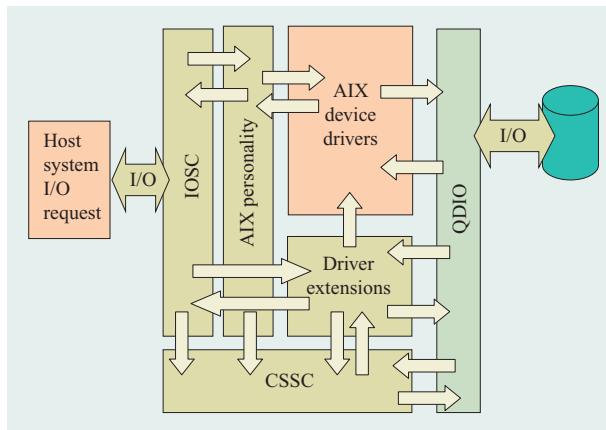 Host
system
I/O
request
I/O
IOSC
AIX personality
AIX
device
drivers
Driver
extensions
CSSC
QDIO
I/O